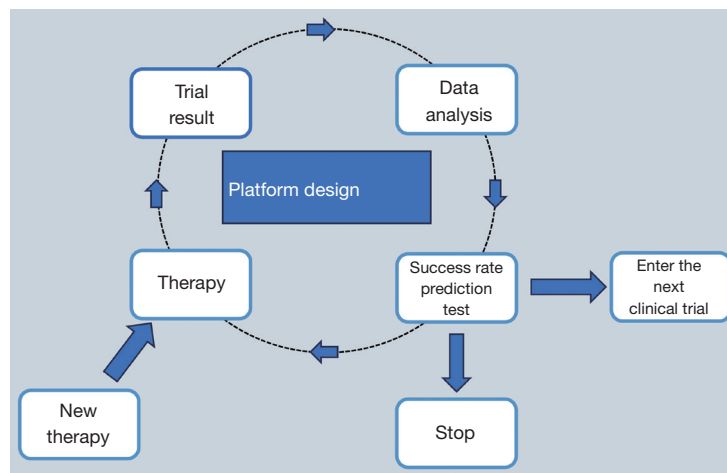 Trial
result
Data
analysis
Platform design
Therapy
Success rate
prediction
test
Enter the
next
clinical trial
New
therapy
Stop